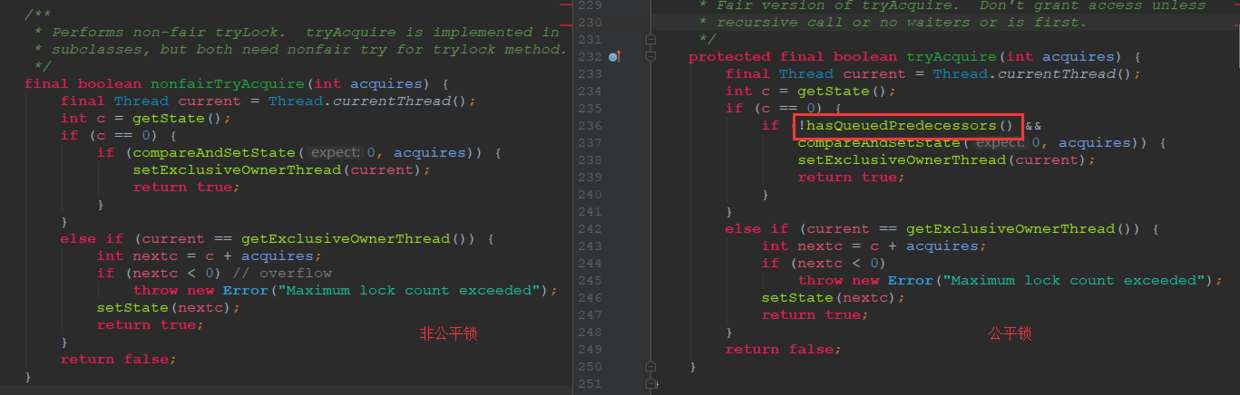 /**
 * Performs non-fair tryLock.  tryAcquire is implemented in
 * subclasses, but both need nonfair try for trylock method.
 */
final boolean nonfairTryAcquire(int acquires) {
    final Thread current = Thread.currentThread();
    int c = getState();
    if (c == 0) {
        if (compareAndSetState( expect: 0, acquires)) {
            setExclusiveOwnerThread(current);
            return true;
        }
    }
    else if (current == getExclusiveOwnerThread()) {
        int nextc = c + acquires;
        if (nextc < 0) // overflow
            throw new Error("Maximum lock count exceeded");
        setState(nextc);
        return true;
    }
    return false;
}
非公平锁
229  * Fair version of tryAcquire.  Don't grant access unless
230  * recursive call or no waiters or is first.
231  */
232 protected final boolean tryAcquire(int acquires) {
233     final Thread current = Thread.currentThread();
234     int c = getState();
235     if (c == 0) {
236         if (!hasQueuedPredecessors() &&
237             compareAndSetState( expect: 0, acquires)) {
238             setExclusiveOwnerThread(current);
239             return true;
240         }
241     }
242     else if (current == getExclusiveOwnerThread()) {
243         int nextc = c + acquires;
244         if (nextc < 0)
245             throw new Error("Maximum lock count exceeded");
246         setState(nextc);
247         return true;
248     }
249     return false;
250 }
251 }
公平锁